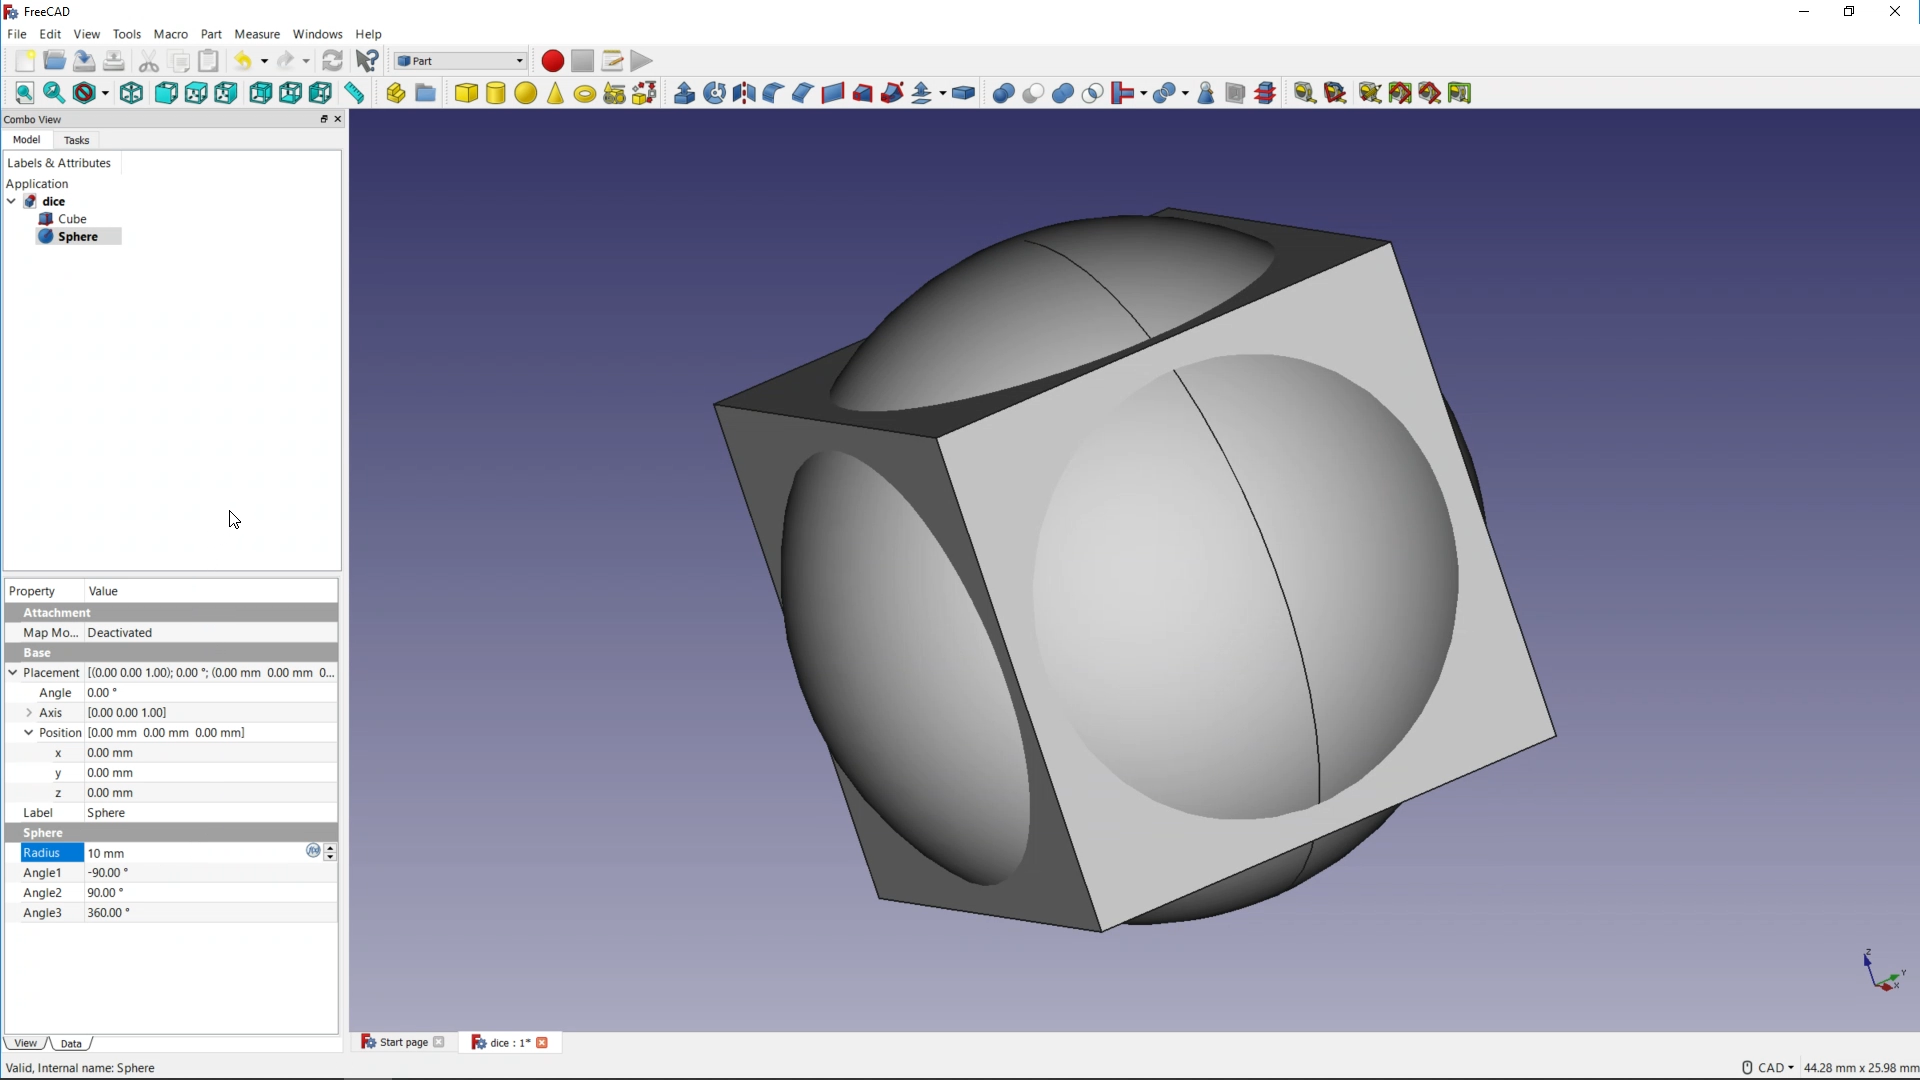 FreeCAD
File Edit View Tools Macro Part Measure Windows Help
Part
Combo View
Model Tasks
Labels & Attributes
Application
dice
Cube
Sphere
Property Value
Attachment
Map Mo... Deactivated
Base
Placement [(0.00 0.00 1.00); 0.00 °; (0.00 mm 0.00 mm 0...
Angle 0.00 °
Axis [0.00 0.00 1.00]
Position [0.00 mm 0.00 mm 0.00 mm]
x 0.00 mm
y 0.00 mm
z 0.00 mm
Label Sphere
Sphere
Radius 10 mm
Angle1 -90.00 °
Angle2 90.00 °
Angle3 360.00 °
Z
Y
X
View Data
Start page dice : 1*
Valid, Internal name: Sphere
CAD 44.28 mm x 25.98 mm